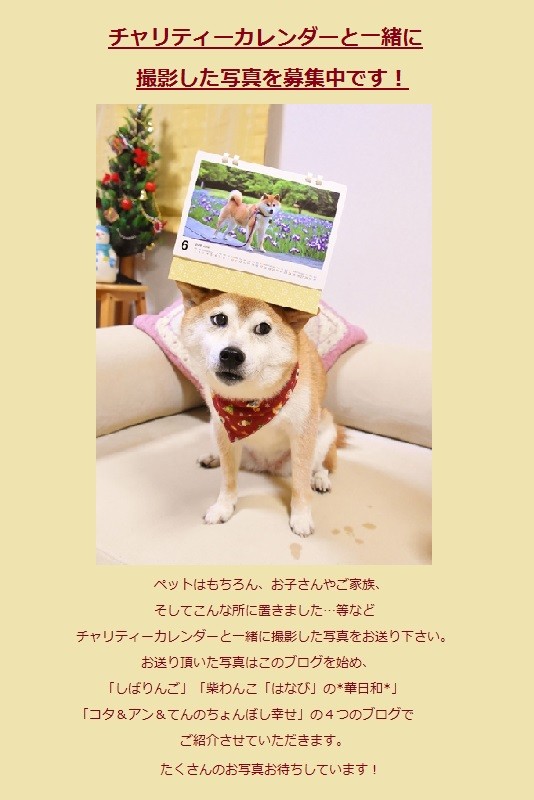 チャリティーカレンダーと一緒に
撮影した写真を募集中です！
6
ペットはもちろん、お子さんやご家族、
そしてこんな所に置きました…等など
チャリティーカレンダーと一緒に撮影した写真をお送り下さい。
お送り頂いた写真はこのブログを始め、
「しばりんご」「柴わんこ「はなび」の*華日和*」
「コタ＆アン＆てんのちょんぼし幸せ」の４つのブログで
ご紹介させていただきます。
たくさんのお写真お待ちしています！